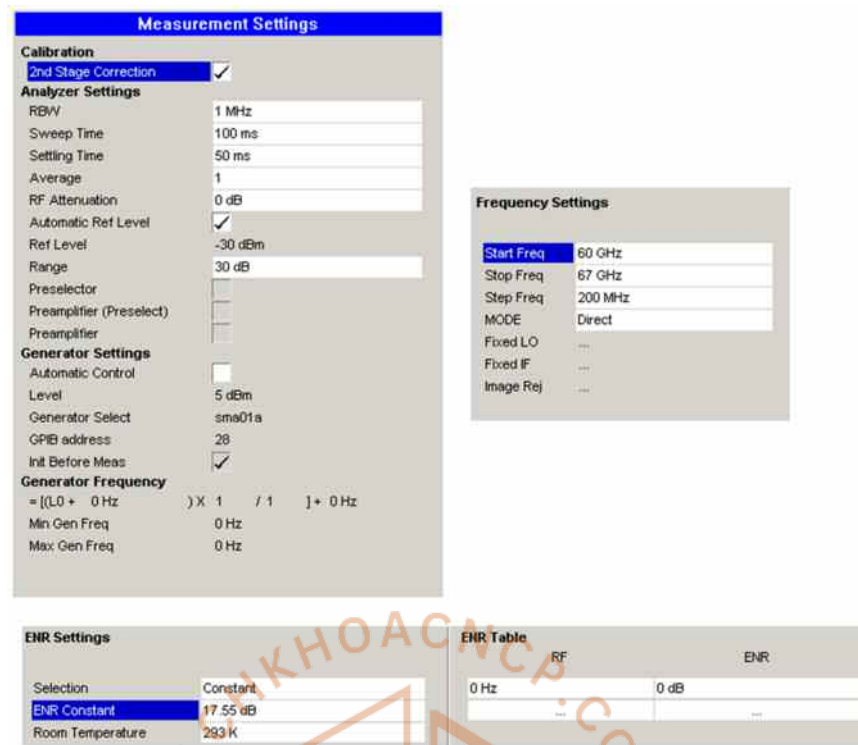 Measurement Settings
Calibration
2nd Stage Correction
Analyzer Settings
RBW 1 MHz
Sweep Time 100 ms
Settling Time 50 ms
Average 1
RF Attenuation 0 dB
Automatic Ref Level
Ref Level -30 dBm
Range 30 dB
Preselector
Preamplifier (Preselect)
Preamplifier
Generator Settings
Automatic Control
Level 5 dBm
Generator Select sma01a
GPIB address 28
Init Before Meas
Generator Frequency
= [(LO + 0 Hz ) X 1 / 1 ] + 0 Hz
Min Gen Freq 0 Hz
Max Gen Freq 0 Hz
Frequency Settings
Start Freq 60 GHz
Stop Freq 67 GHz
Step Freq 200 MHz
MODE Direct
Fixed LO ...
Fixed IF ...
Image Rej ...
ENR Settings
Selection Constant
ENR Constant 17.55 dB
Room Temperature 293 K
ENR Table
RF ENR
0 Hz 0 dB
... ...
CHKHOACNCP.CO